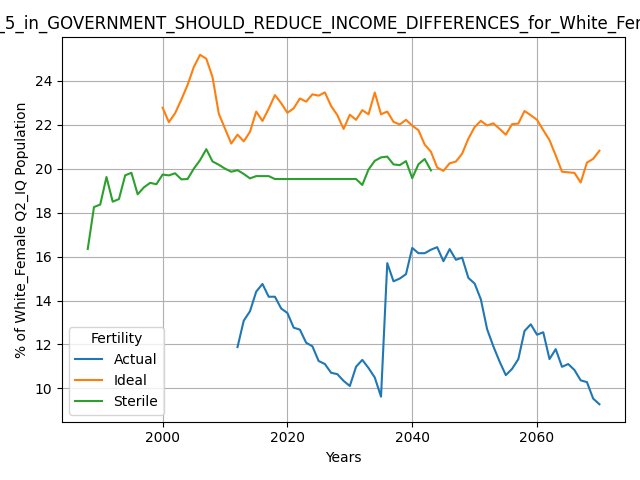 _5_in_GOVERNMENT_SHOULD_REDUCE_INCOME_DIFFERENCES_for_White_Fer
% of White_Female Q2_IQ Population
24
22
20
18
16
14
12
10
Fertility
Actual
Ideal
Sterile
2000 2020 2040 2060
Years